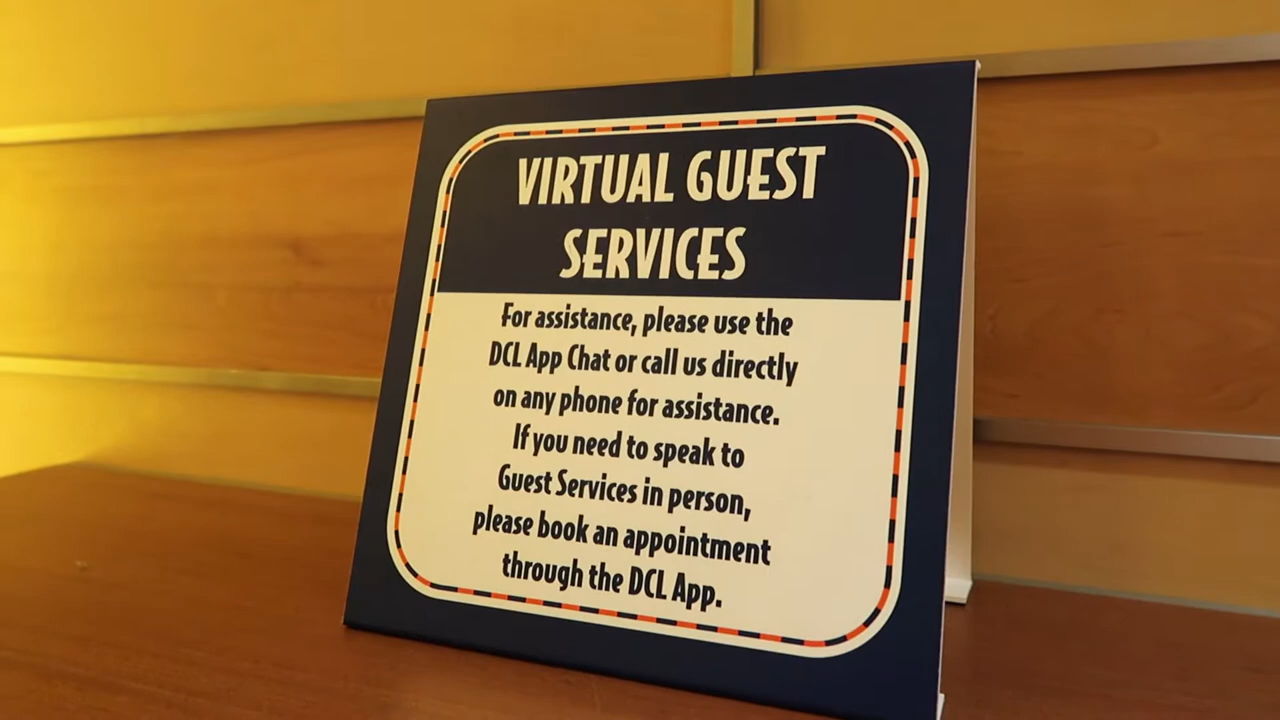 VIRTUAL GUEST
SERVICES
For assistance, please use the
DCL App Chat or call us directly
on any phone for assistance.
If you need to speak to
Guest Services in person,
please book an appointment
through the DCL App.